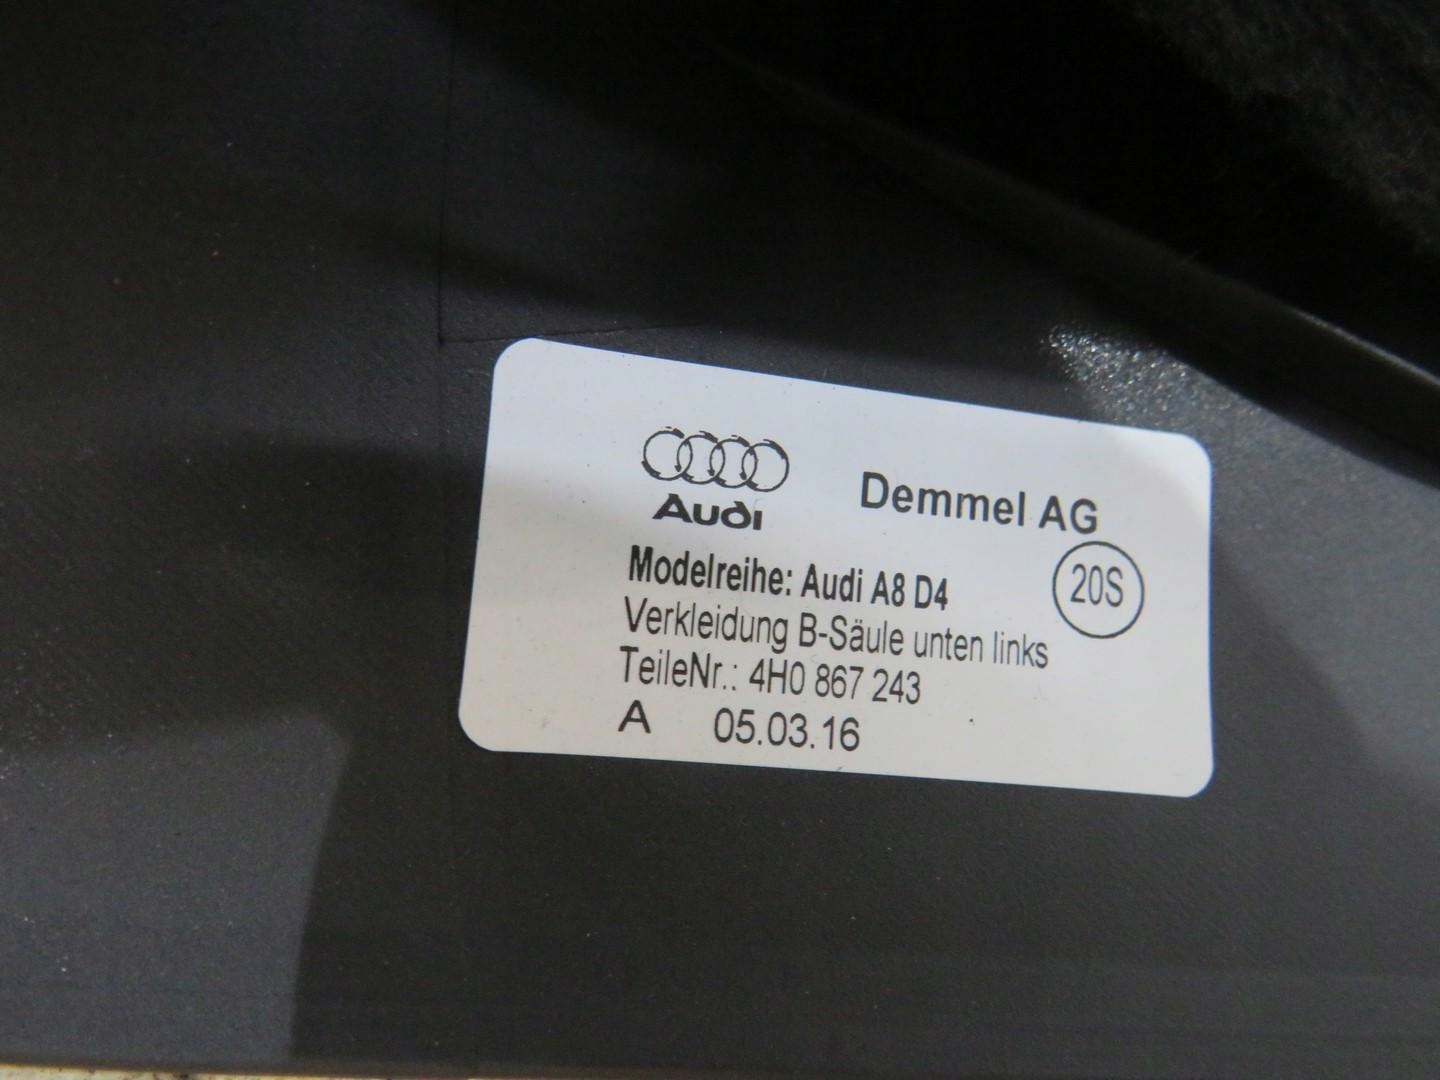 Audi
Demmel AG
Modelreihe: Audi A8 D4
20S
Verkleidung B-Säule unten links
TeileNr.: 4H0 867 243
A 05.03.16